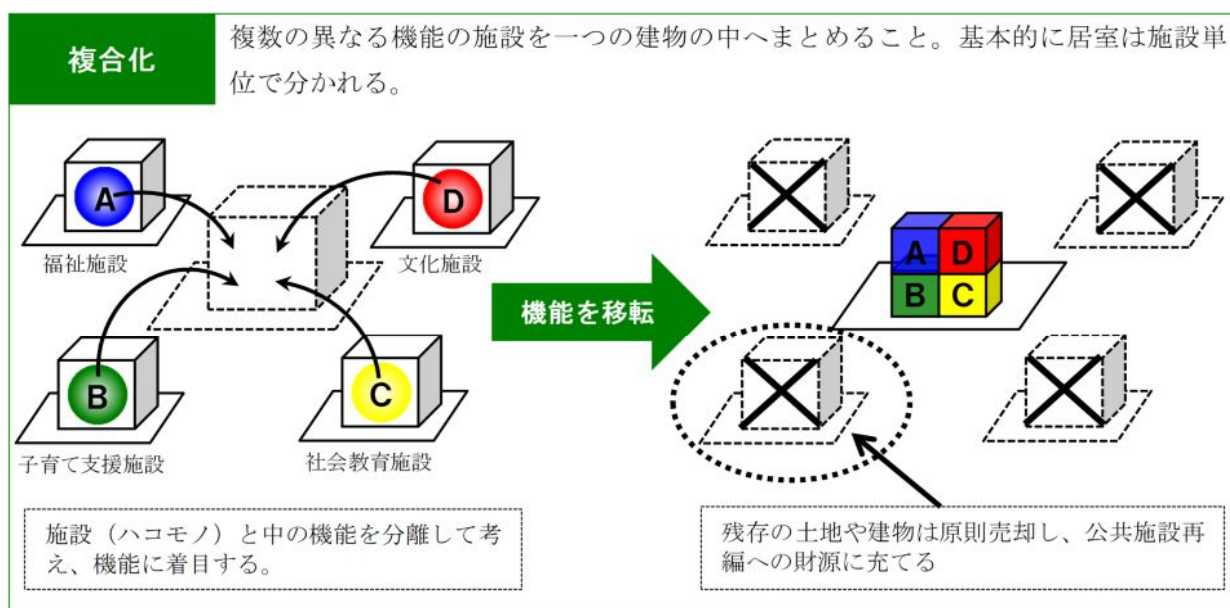 複合化
複数の異なる機能の施設を一つの建物の中へまとめること。基本的に居室は施設単
位で分かれる。
A
福祉施設
D
文化施設
B
子育て支援施設
C
社会教育施設
機能を移転
A D
B C
施設（ハコモノ）と中の機能を分離して考
え、機能に着目する。
残存の土地や建物は原則売却し、公共施設再
編への財源に充てる